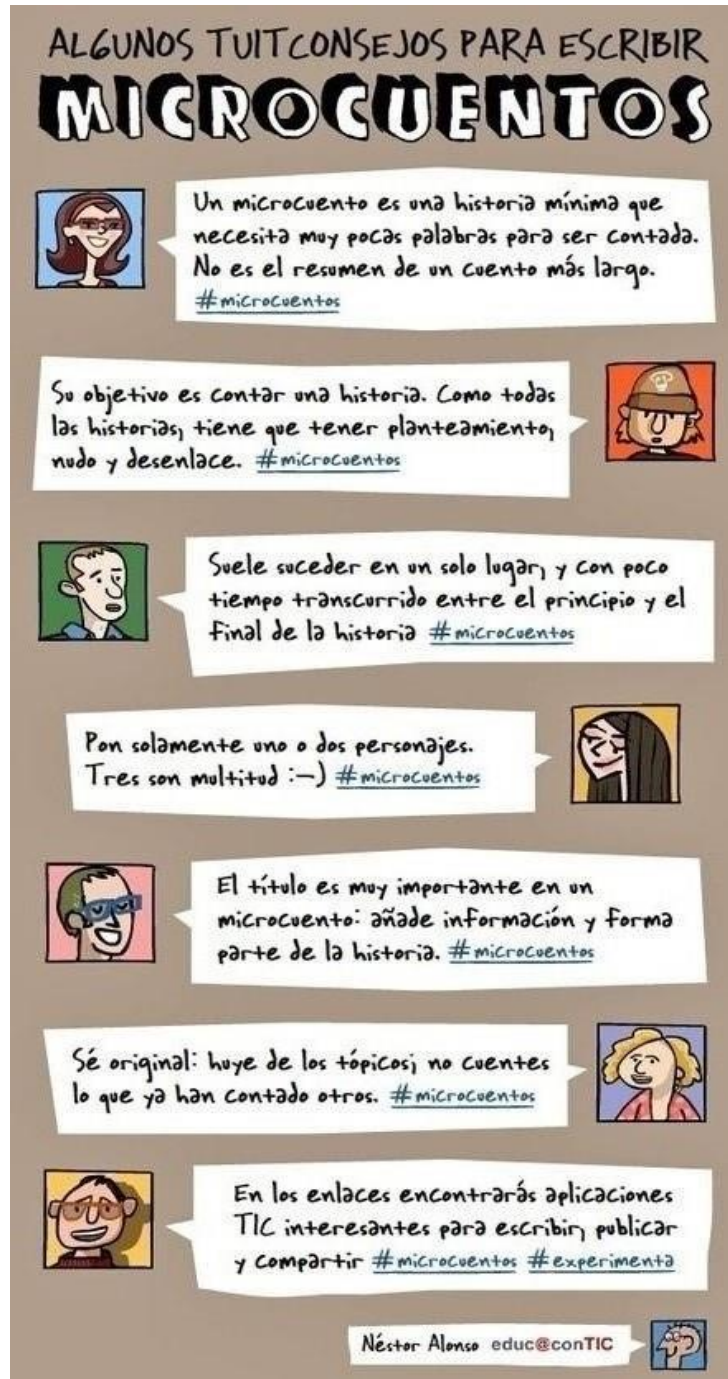 ALGUNOS TUITCONSEJOS PARA ESCRIBIR
MICROCUENTOS
Un microcuento es una historia mínima que
necesita muy pocas palabras para ser contada.
No es el resumen de un cuento más largo.
#microcuentos
Su objetivo es contar una historia. Como todas
las historias, tiene que tener planteamiento,
nudo y desenlace. #microcuentos
Suele suceder en un solo lugar, y con poco
tiempo transcurrido entre el principio y el
final de la historia #microcuentos
Pon solamente uno o dos personajes.
Tres son multitud :-) #microcuentos
El título es muy importante en un
microcuento: añade información y forma
parte de la historia. #microcuentos
Sé original: huye de los tópicos; no cuentes
lo que ya han contado otros. #microcuentos
En los enlaces encontrarás aplicaciones
TIC interesantes para escribir, publicar
y compartir #microcuentos #experimenta
Néstor Alonso educ@conTIC